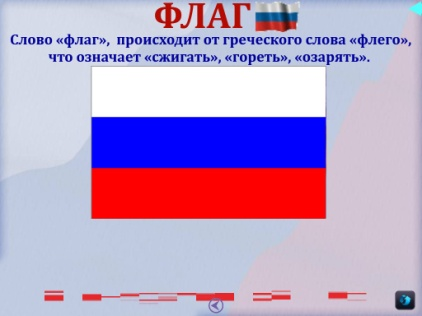 ФЛАГ
Слово «флаг»,  происходит от греческого слова «флего»,
что означает «сжигать», «гореть», «озарять».